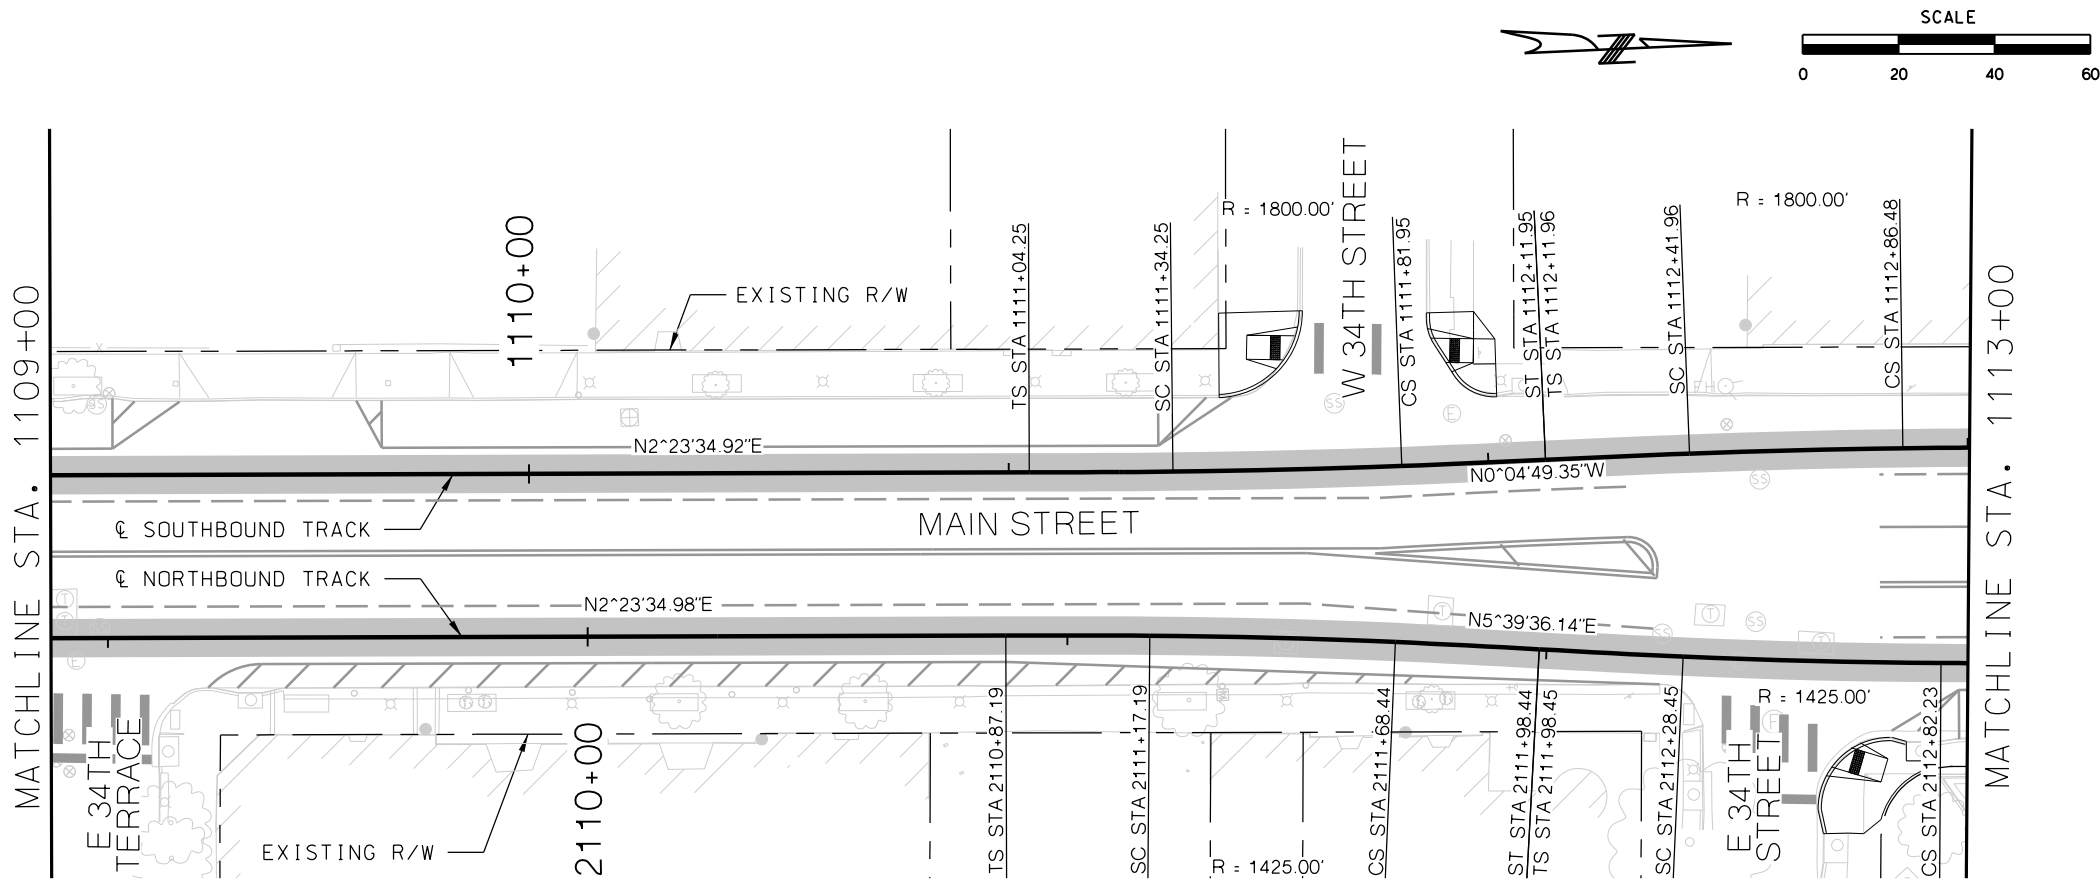 SCALE
0 20 40 60
MATCHLINE STA. 1109+00
1110+00
EXISTING R/W
TS STA 1111+04.25
SC STA 1111+34.25
R = 1800.00'
W 34TH STREET
CS STA 1111+81.95
ST STA 1112+11.95
TS STA 1112+11.96
SC STA 1112+41.96
R = 1800.00'
CS STA 1112+86.48
MATCHLINE STA. 1113+00
X
SS
SS
E
FH
N2^23'34.92"E
N0^04'49.35"W
SS
℄ SOUTHBOUND TRACK
MAIN STREET
℄ NORTHBOUND TRACK
N2^23'34.98"E
N5^39'36.14"E
T
T
T
T
T
SS
SS
E
E 34TH
TERRACE
EXISTING R/W
2110+00
TS STA 2110+87.19
SC STA 2111+17.19
R = 1425.00'
CS STA 2111+68.44
ST STA 2111+98.44
TS STA 2111+98.45
SC STA 2112+28.45
R = 1425.00'
E 34TH
STREET
CS STA 2112+82.23